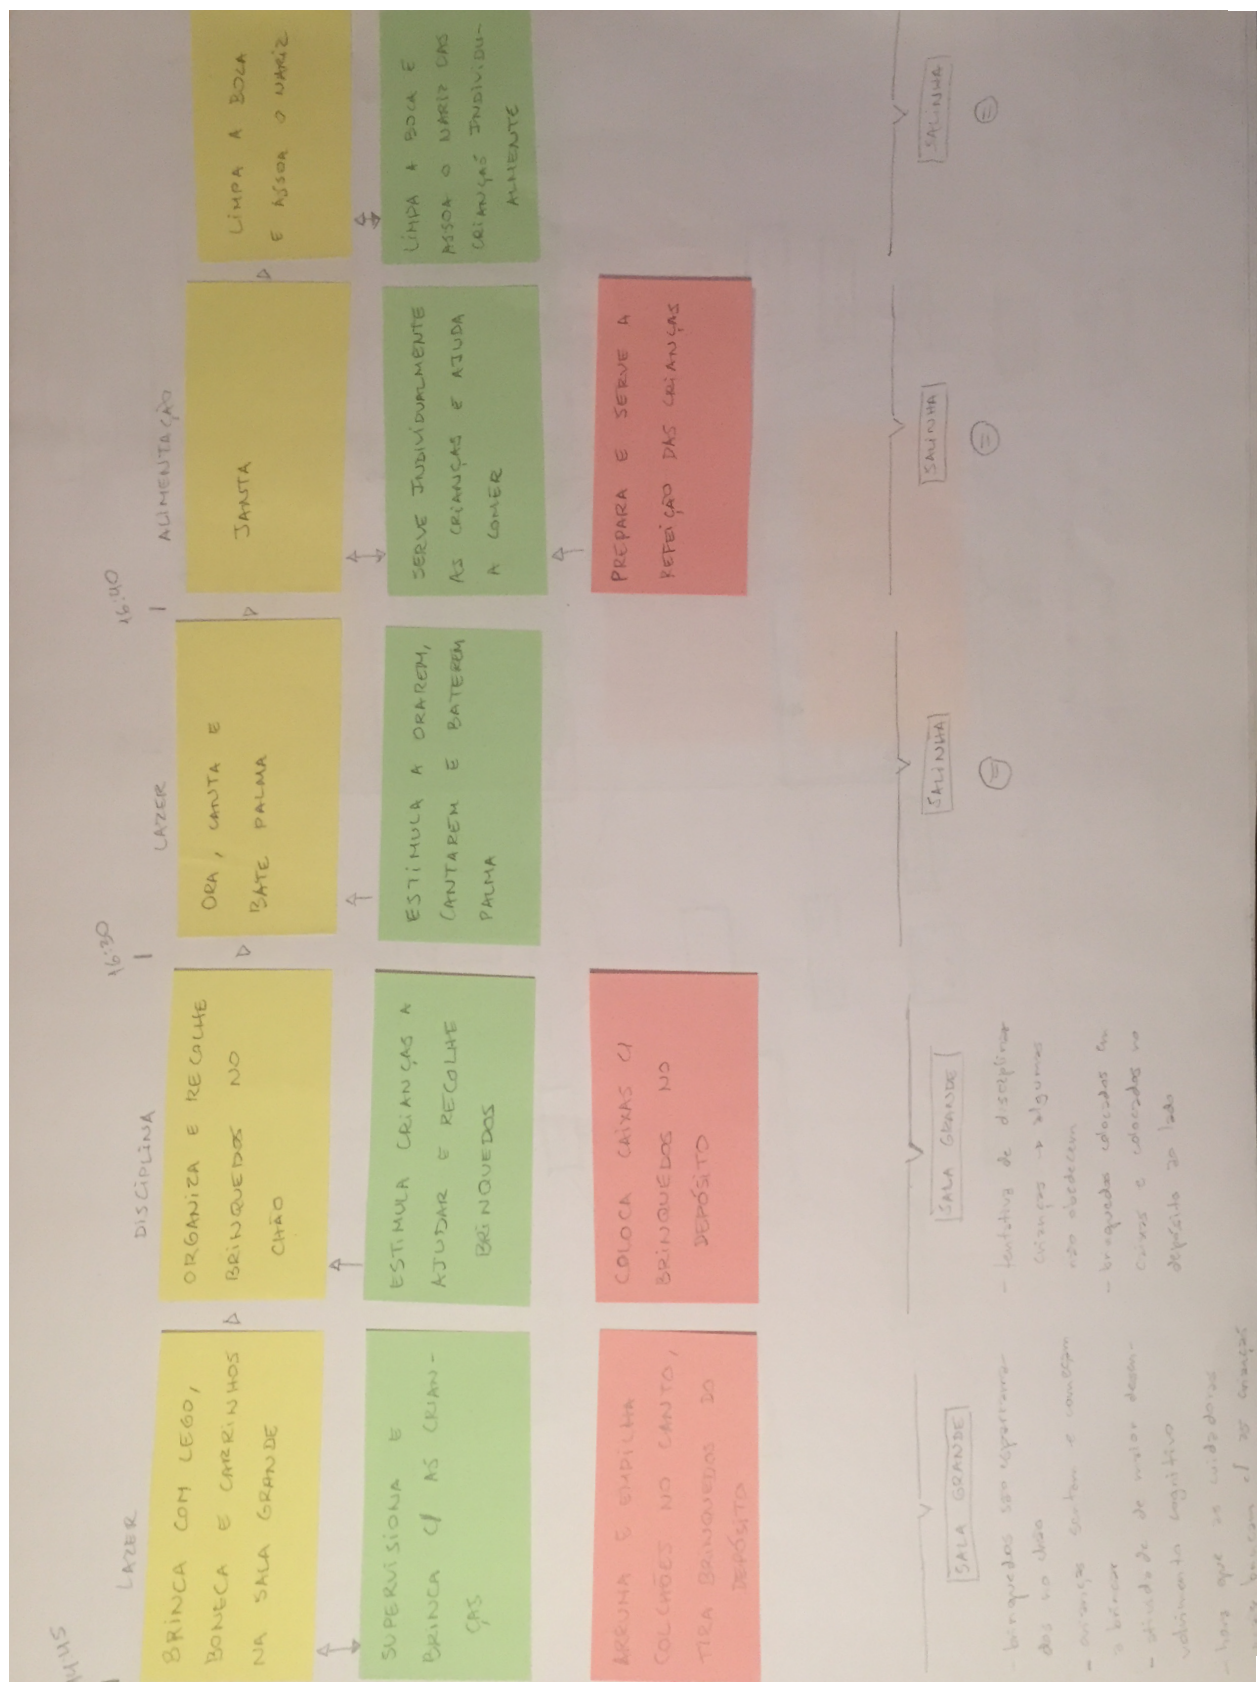 14:45
LAZER
BRINCA COM LEGO,
BONECA E CARRINHOS
NA SALA GRANDE
SUPERVISIONA E
BRINCA C/ AS CRIAN-
ÇAS
ARRUMA E EMPILHA
COLCHÕES NO CANTO,
TIRA BRINQUEDOS DO
DEPÓSITO
SALA GRANDE
- brinquedos são esparrama-
dos no chão
- crianças sentam e começam
a brincar
- atividade de maior desen-
volvimento cognitivo
- hora que as cuidadoras
mais brincam c/ as crianças
DISCIPLINA
ORGANIZA E RECOLHE
BRINQUEDOS NO
CHÃO
ESTIMULA CRIANÇAS A
AJUDAR E RECOLHE
BRINQUEDOS
COLOCA CAIXAS C/
BRINQUEDOS NO
DEPÓSITO
SALA GRANDE
- tentativa de disciplinar
crianças → algumas
não obedecem
- brinquedos colocados em
caixas e colocados no
depósito ao lado
16:30
LAZER
ORA, CANTA E
BATE PALMA
ESTIMULA A ORAREM,
CANTAREM E BATEREM
PALMA
SALINHA
=
16:40
ALIMENTAÇÃO
JANTA
SERVE INDIVIDUALMENTE
AS CRIANÇAS E AJUDA
A COMER
PREPARA E SERVE A
REFEIÇÃO DAS CRIANÇAS
SALINHA
=
LIMPA A BOCA
E ASSOA O NARIZ
LIMPA A BOCA E
ASSOA O NARIZ DAS
CRIANÇAS INDIVIDU-
ALMENTE
SALINHA
=